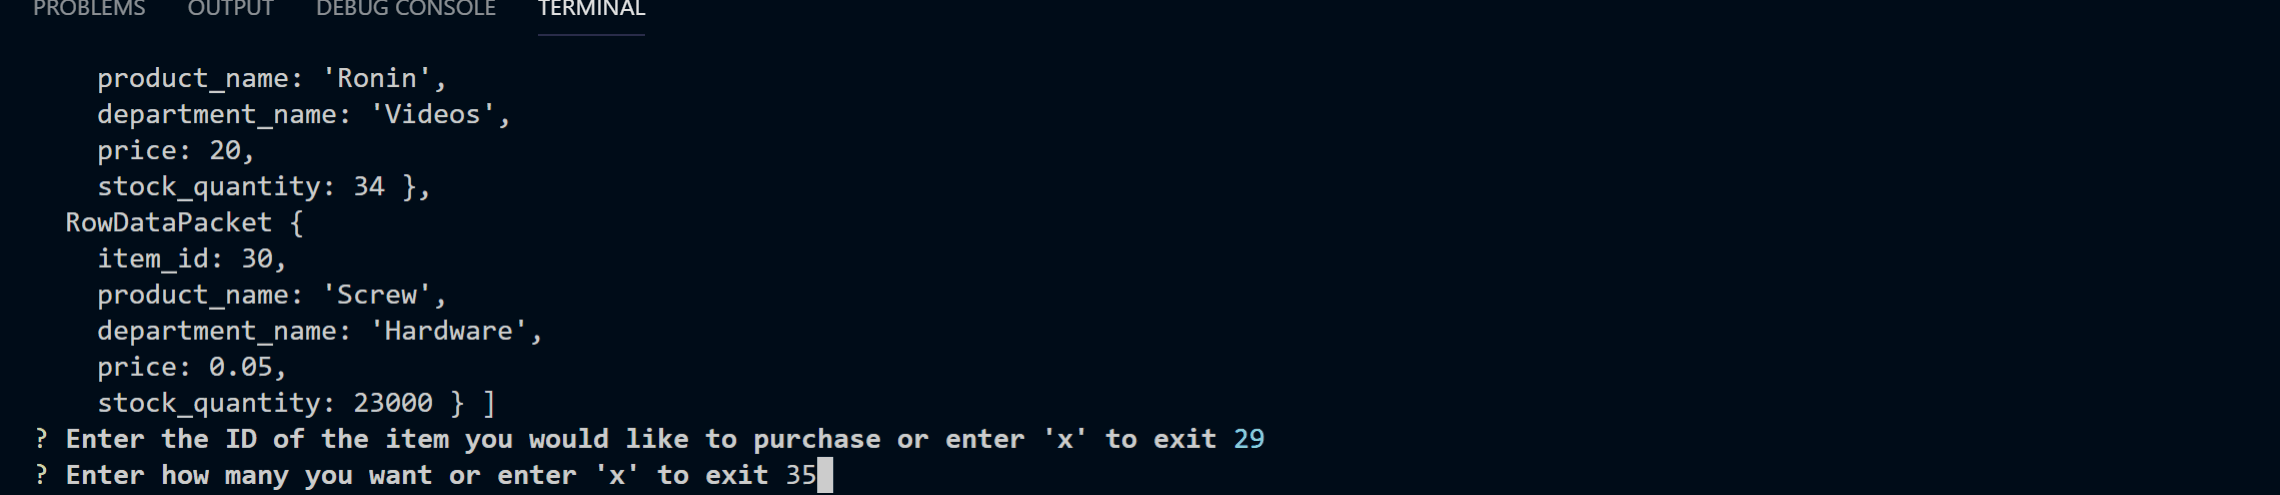 PROBLEMS OUTPUT DEBUG CONSOLE TERMINAL
product_name: 'Ronin',
department_name: 'Videos',
price: 20,
stock_quantity: 34 },
RowDataPacket {
item_id: 30,
product_name: 'Screw',
department_name: 'Hardware',
price: 0.05,
stock_quantity: 23000 } ]
? Enter the ID of the item you would like to purchase or enter 'x' to exit 29
? Enter how many you want or enter 'x' to exit 35